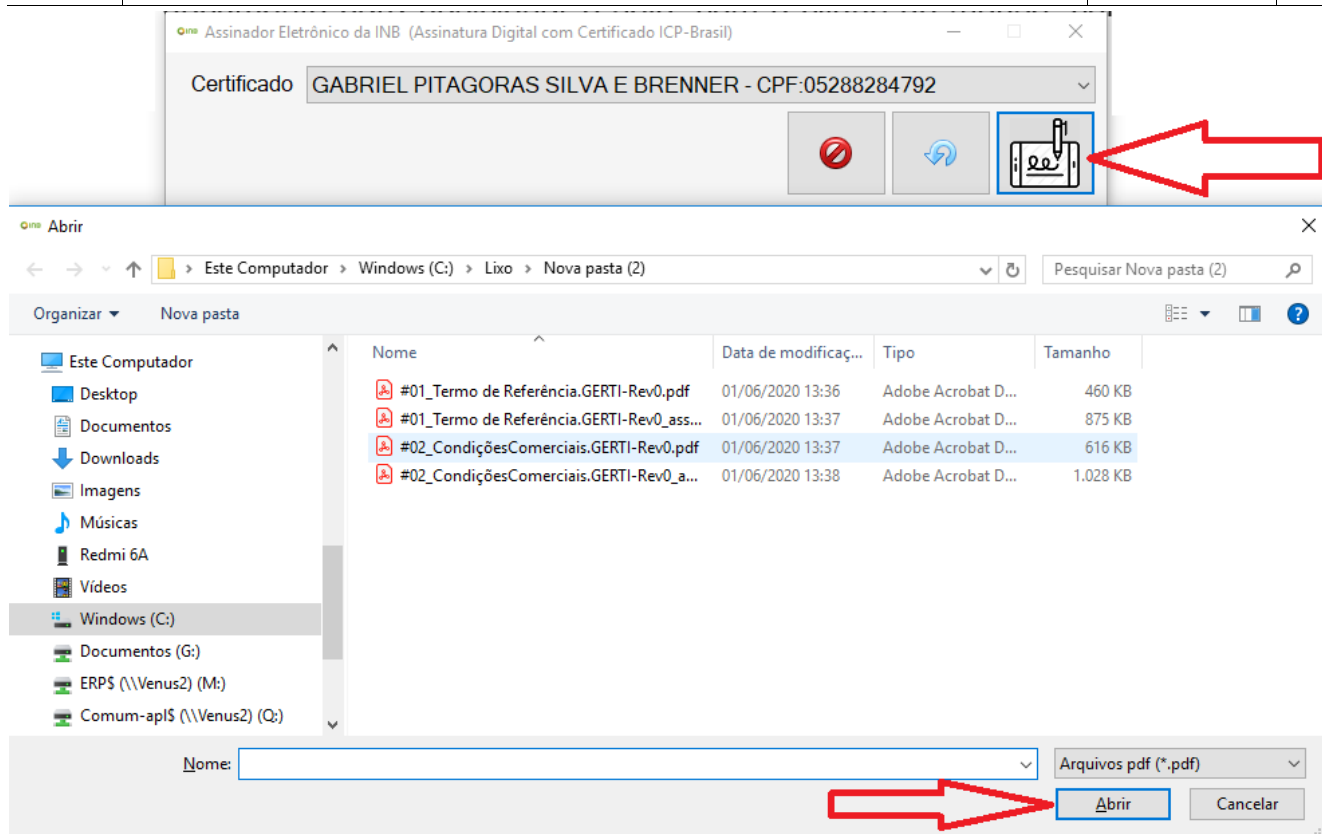 Assinador Eletrônico da INB (Assinatura Digital com Certificado ICP-Brasil)
Certificado GABRIEL PITAGORAS SILVA E BRENNER - CPF:05288284792
INB Abrir
Este Computador > Windows (C:) > Lixo > Nova pasta (2) Pesquisar Nova pasta (2)
Organizar Nova pasta
Este Computador
Desktop
Documentos
Downloads
Imagens
Músicas
Redmi 6A
Vídeos
Windows (C:)
Documentos (G:)
ERP$ (\\Venus2) (M:)
Comum-apl$ (\\Venus2) (Q:)
Nome Data de modificaç... Tipo Tamanho
#01_Termo de Referência.GERTI-Rev0.pdf 01/06/2020 13:36 Adobe Acrobat D... 460 KB
#01_Termo de Referência.GERTI-Rev0_ass... 01/06/2020 13:37 Adobe Acrobat D... 875 KB
#02_CondiçõesComerciais.GERTI-Rev0.pdf 01/06/2020 13:37 Adobe Acrobat D... 616 KB
#02_CondiçõesComerciais.GERTI-Rev0_a... 01/06/2020 13:38 Adobe Acrobat D... 1.028 KB
Nome: Arquivos pdf (*.pdf)
Abrir Cancelar